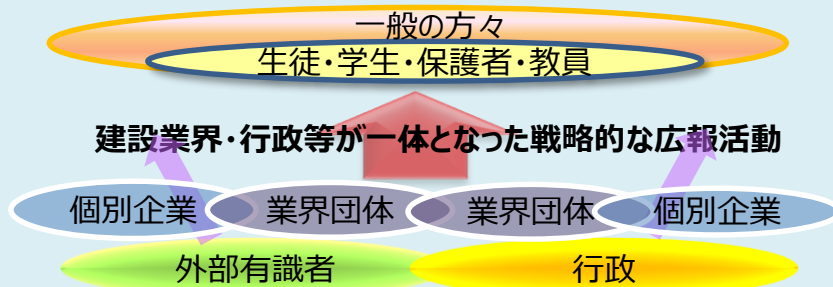 一般の方々
生徒・学生・保護者・教員
建設業界・行政等が一体となった戦略的な広報活動
個別企業 業界団体 業界団体 個別企業
外部有識者 行政